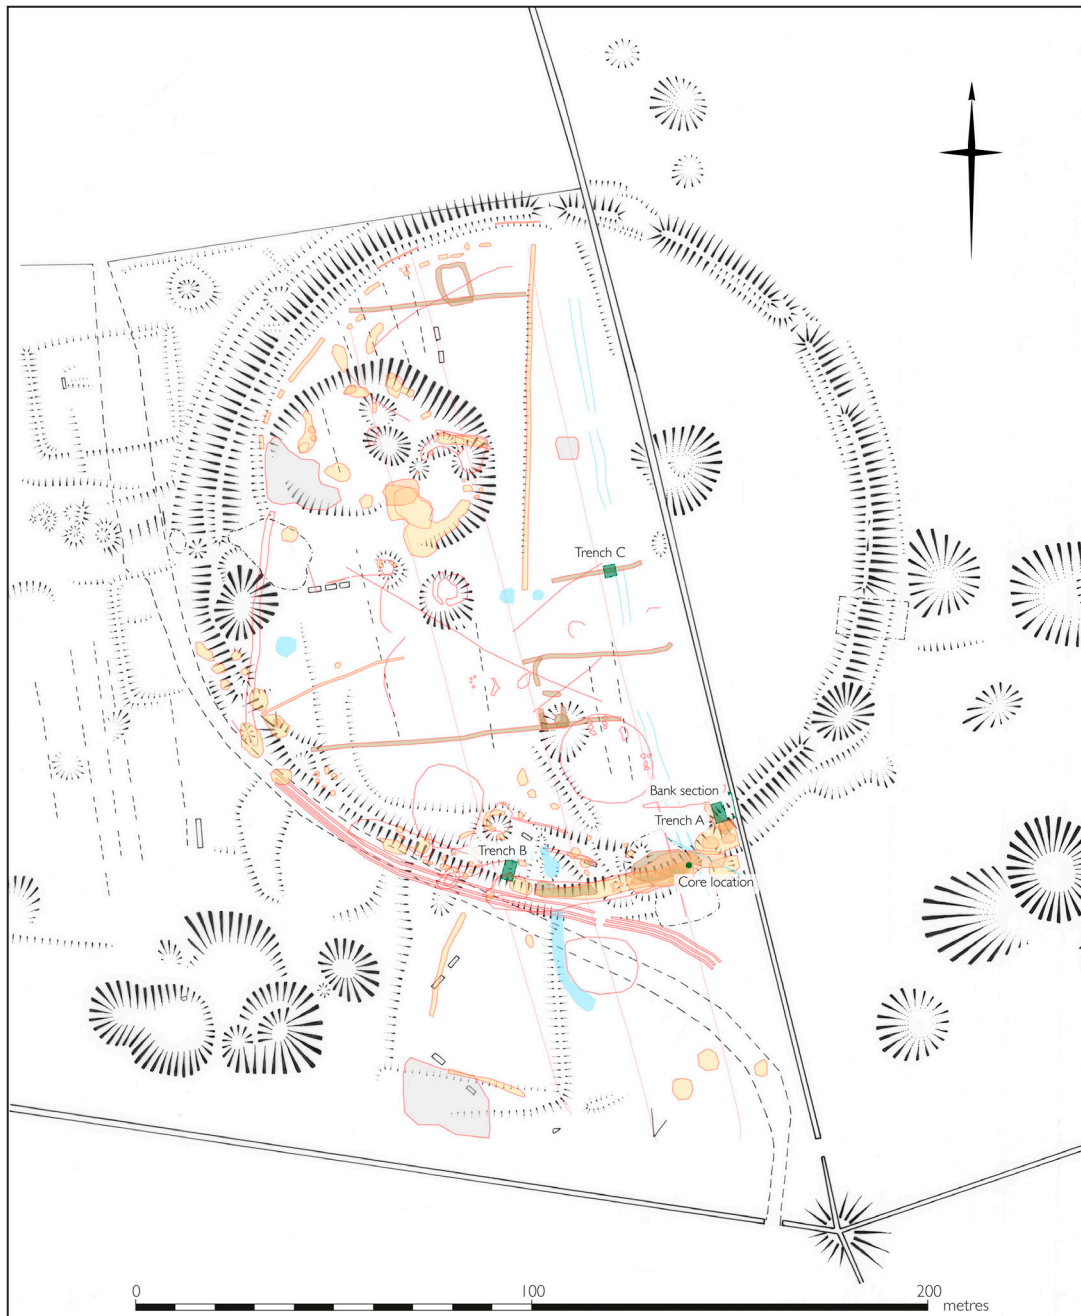 Trench C
Bank section
Trench A
Trench B
Core location
0
100
200
metres